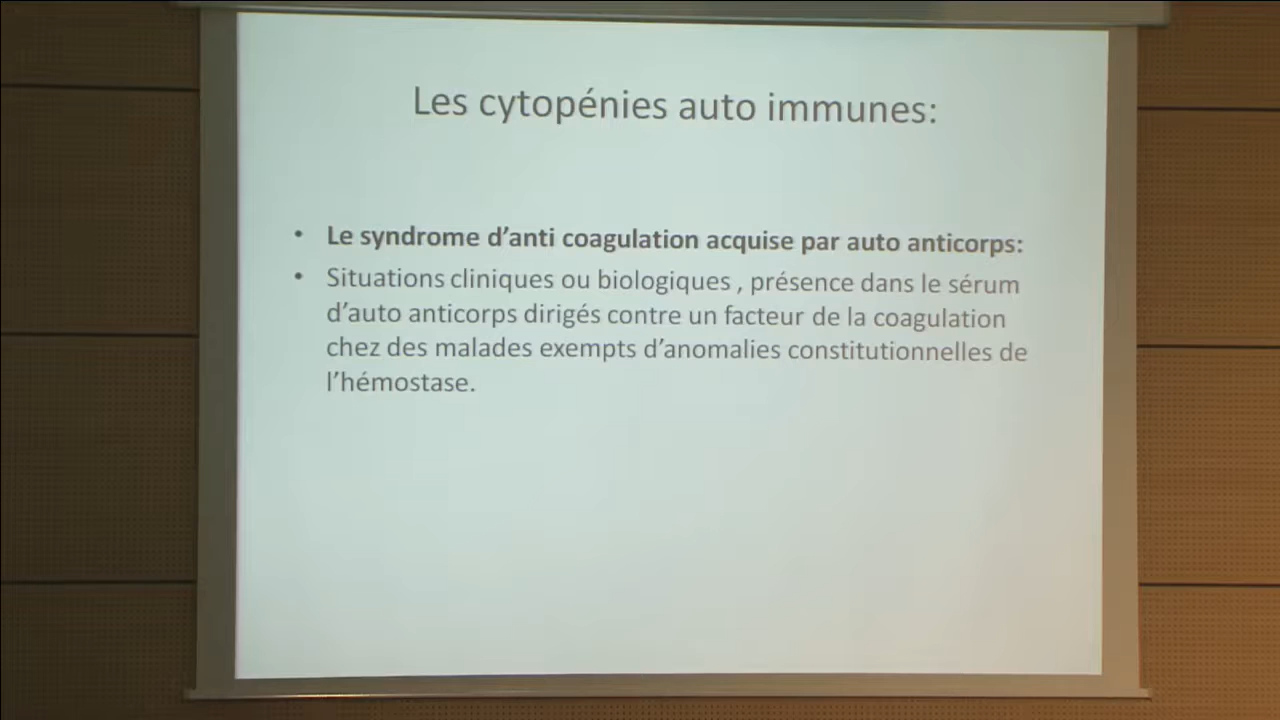 Les cytopénies auto immunes:
• Le syndrome d’anti coagulation acquise par auto anticorps:
• Situations cliniques ou biologiques , présence dans le sérum
d’auto anticorps dirigés contre un facteur de la coagulation
chez des malades exempts d’anomalies constitutionnelles de
l’hémostase.